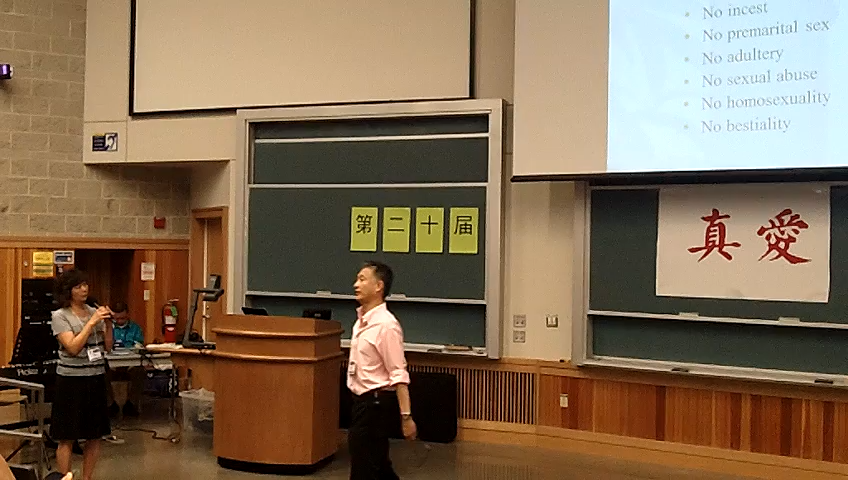 • No incest
• No premarital sex
• No adultery
• No sexual abuse
• No homosexuality
• No bestiality
第二十届
真愛